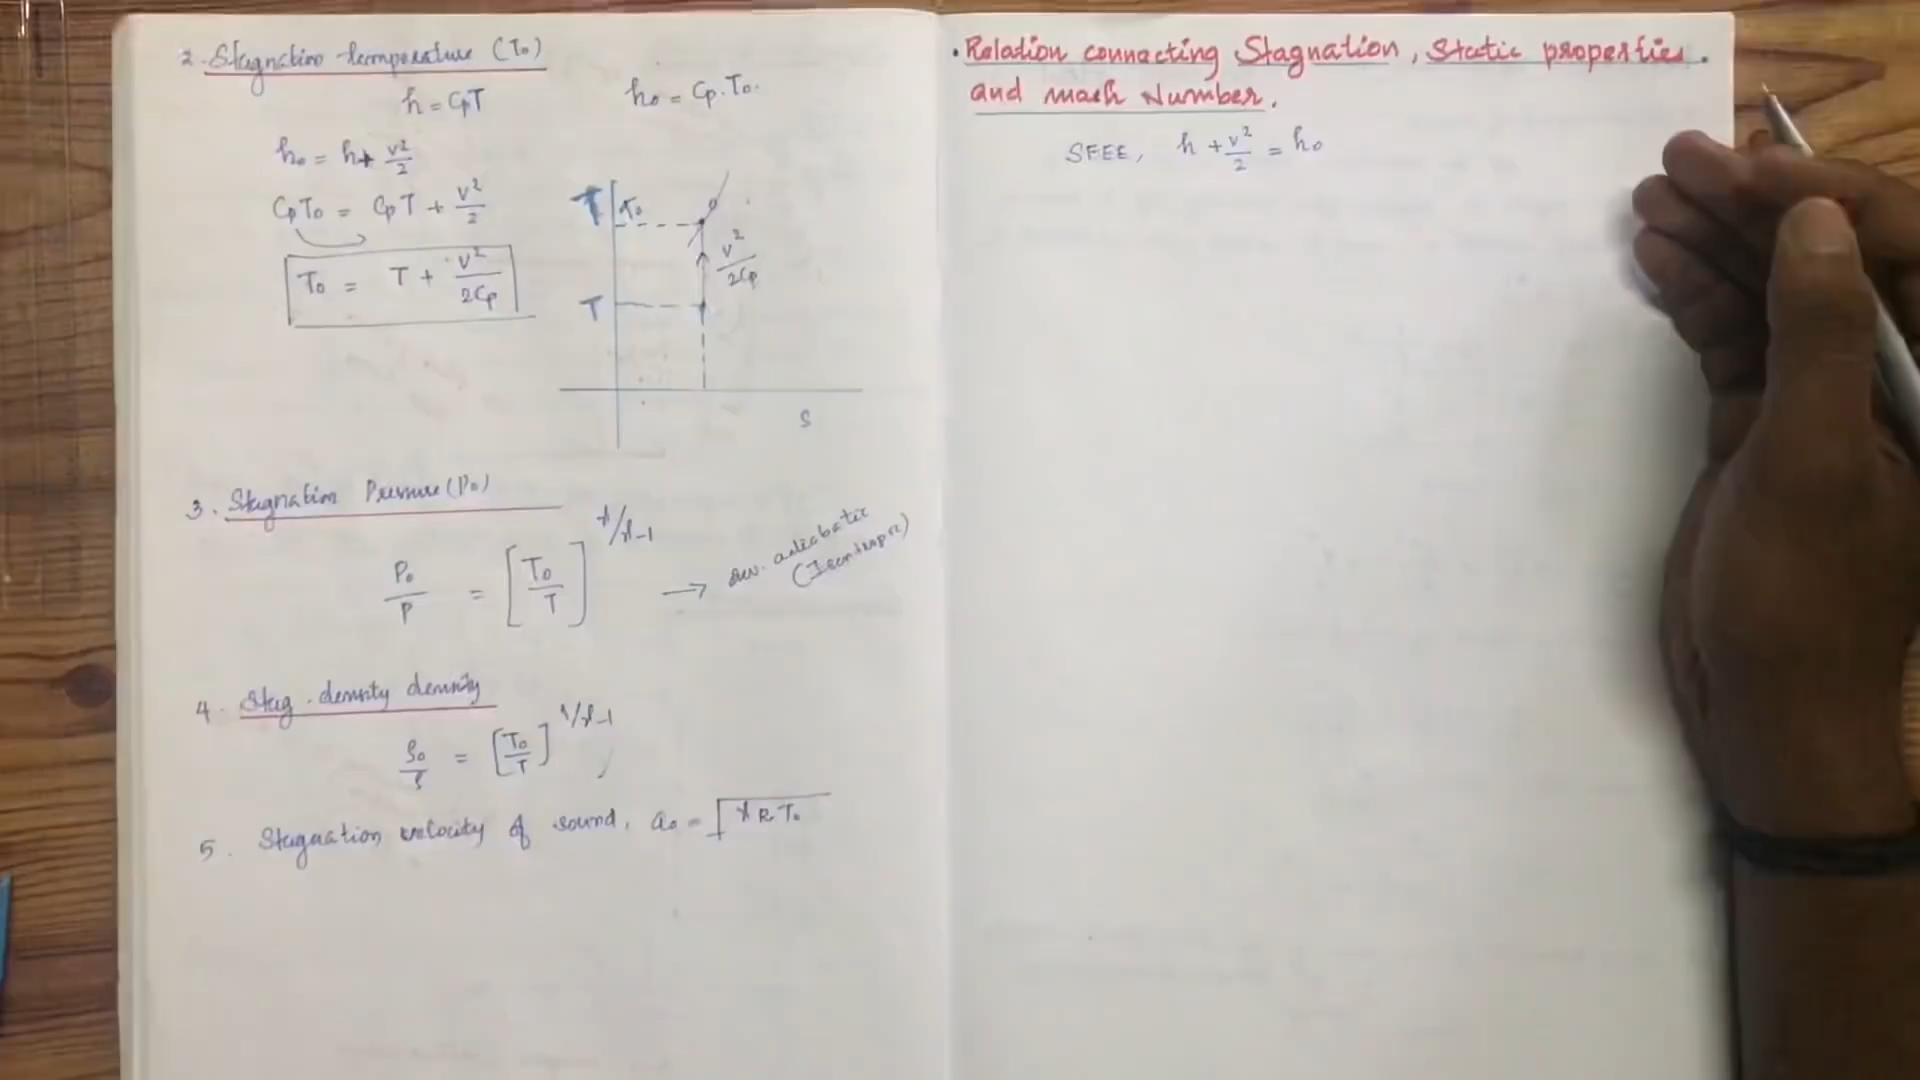 2. Stagnation temperature (T₀)
h = CpT
h₀ = Cp.T₀.
h₀ = h + v²/2
CpT₀ = CpT + v²/2
T₀ = T + v²/2Cp
T
T₀
0
v²/2Cp
T
S
3. Stagnation Pressure (P₀)
P₀/P = [T₀/T]^γ/γ-1 → rev. adiabatic
(Isentropic)
4. Stag. density density
ρ₀/ρ = [T₀/T]^1/γ-1
5. Stagnation velocity of sound, a₀ = √γRT₀
• Relation connecting Stagnation, Static properties.
and mach Number.
SFEE, h + v²/2 = h₀